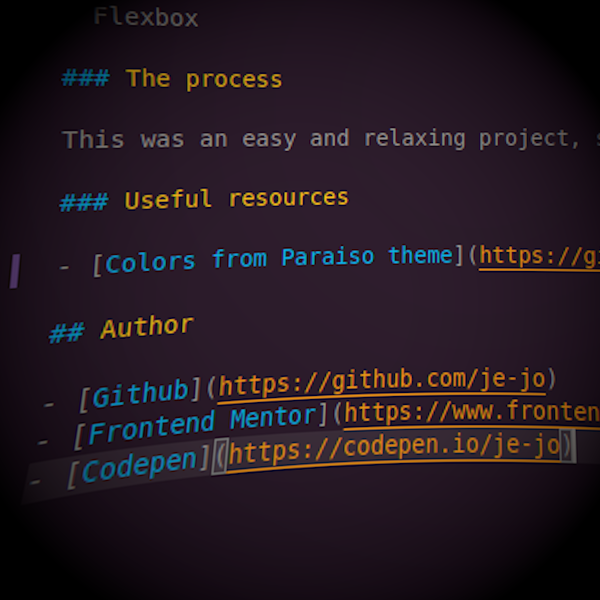 Flexbox
### The process
This was an easy and relaxing project,
### Useful resources
- [Colors from Paraiso theme](https://gi
## Author
- [Github](https://github.com/je-jo)
- [Frontend Mentor](https://www.fronten
- [Codepen](https://codepen.io/je-jo)